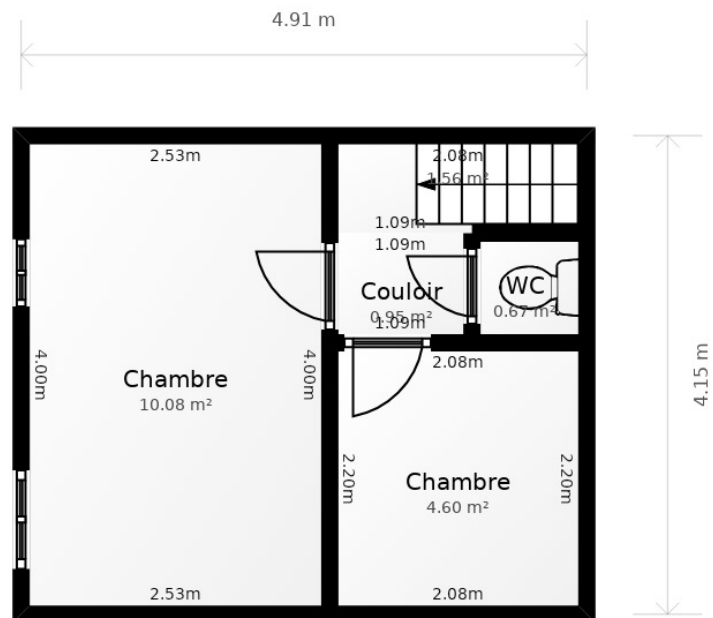 4.91 m
2.53m
2.08m
1.56 m²
1.09m
1.09m
Couloir
0.95 m²
1.09m
WC
0.67 m²
4.00m
4.00m
Chambre
10.08 m²
2.08m
4.15 m
2.20m
2.20m
Chambre
4.60 m²
2.53m
2.08m